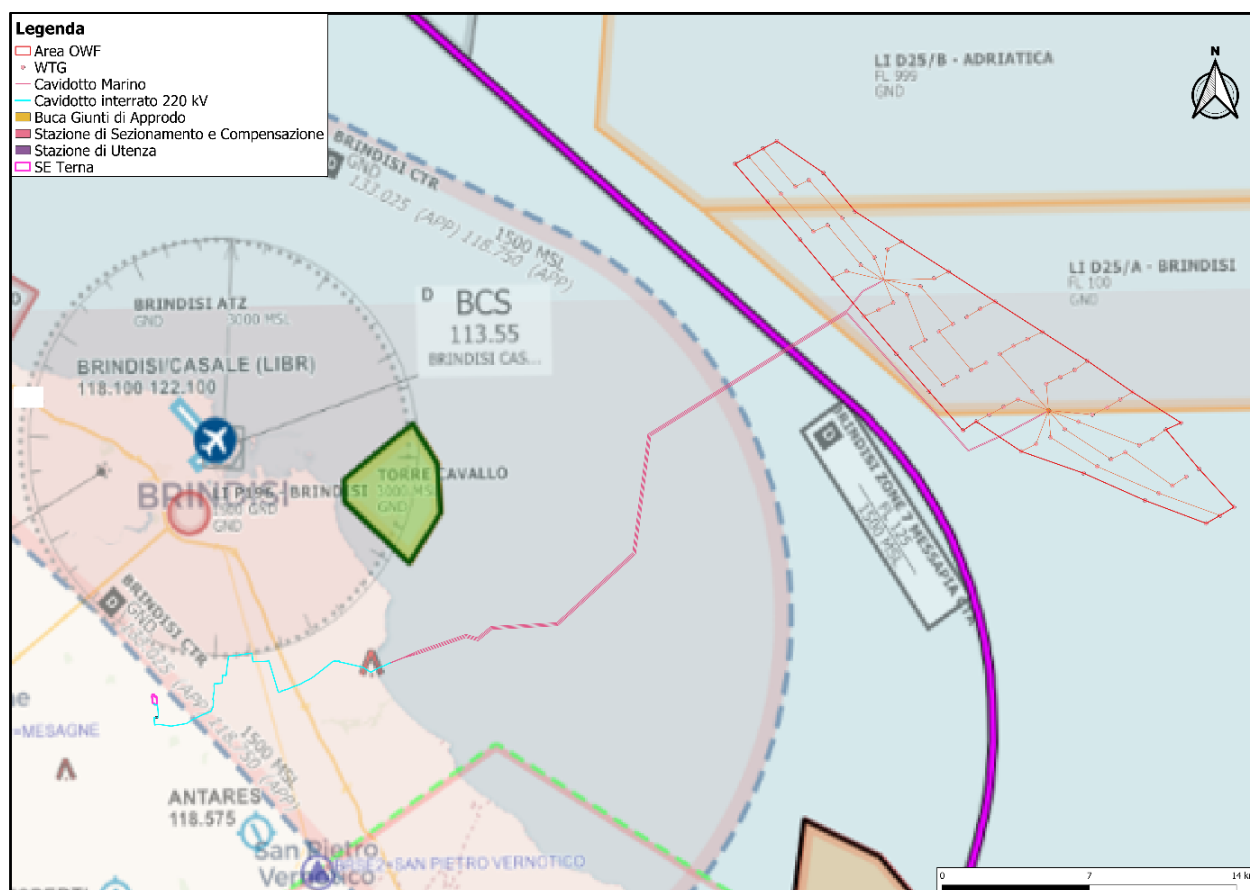 Legenda
Area OWF
WTG
Cavidotto Marino
Cavidotto interrato 220 kV
Buca Giunti di Approdo
Stazione di Sezionamento e Compensazione
Stazione di Utenza
SE Terna
N
LI D25/B - ADRIATICA
FL 999
GND
LI D25/A - BRINDISI
FL 100
GND
BRINDISI CTR
D
GND
133.025 (APP) 118.750 (APP)
1500 MSL
BRINDISI ATZ
GND
3000 MSL
D
BCS
113.55
BRINDISI CAS...
BRINDISI/CASALE (LIBR)
118.100 122.100
TORRE CAVALLO
3000 MSL
GND
BRINDISI
LI P196 - BRINDISI
GND
GND
BRINDISI ZONE 7 MESSAPIA
D
FL 125
1500 MSL
BRINDISI CTR
D
GND
(APP)
1500 MSL
=MESAGNE
ANTARES
118.575
San Pietro
Vernotico
=SAN PIETRO VERNOTICO
0
7
14 k